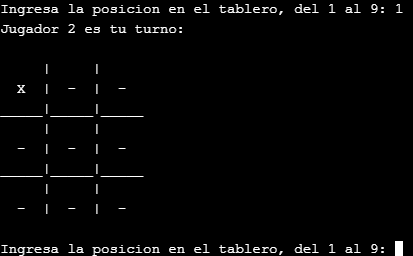 Ingresa la posicion en el tablero, del 1 al 9: 1
Jugador 2 es tu turno:
     |     |
  x  |  -  |  -
_____|_____|_____
     |     |
  -  |  -  |  -
_____|_____|_____
     |     |
  -  |  -  |  -
Ingresa la posicion en el tablero, del 1 al 9: